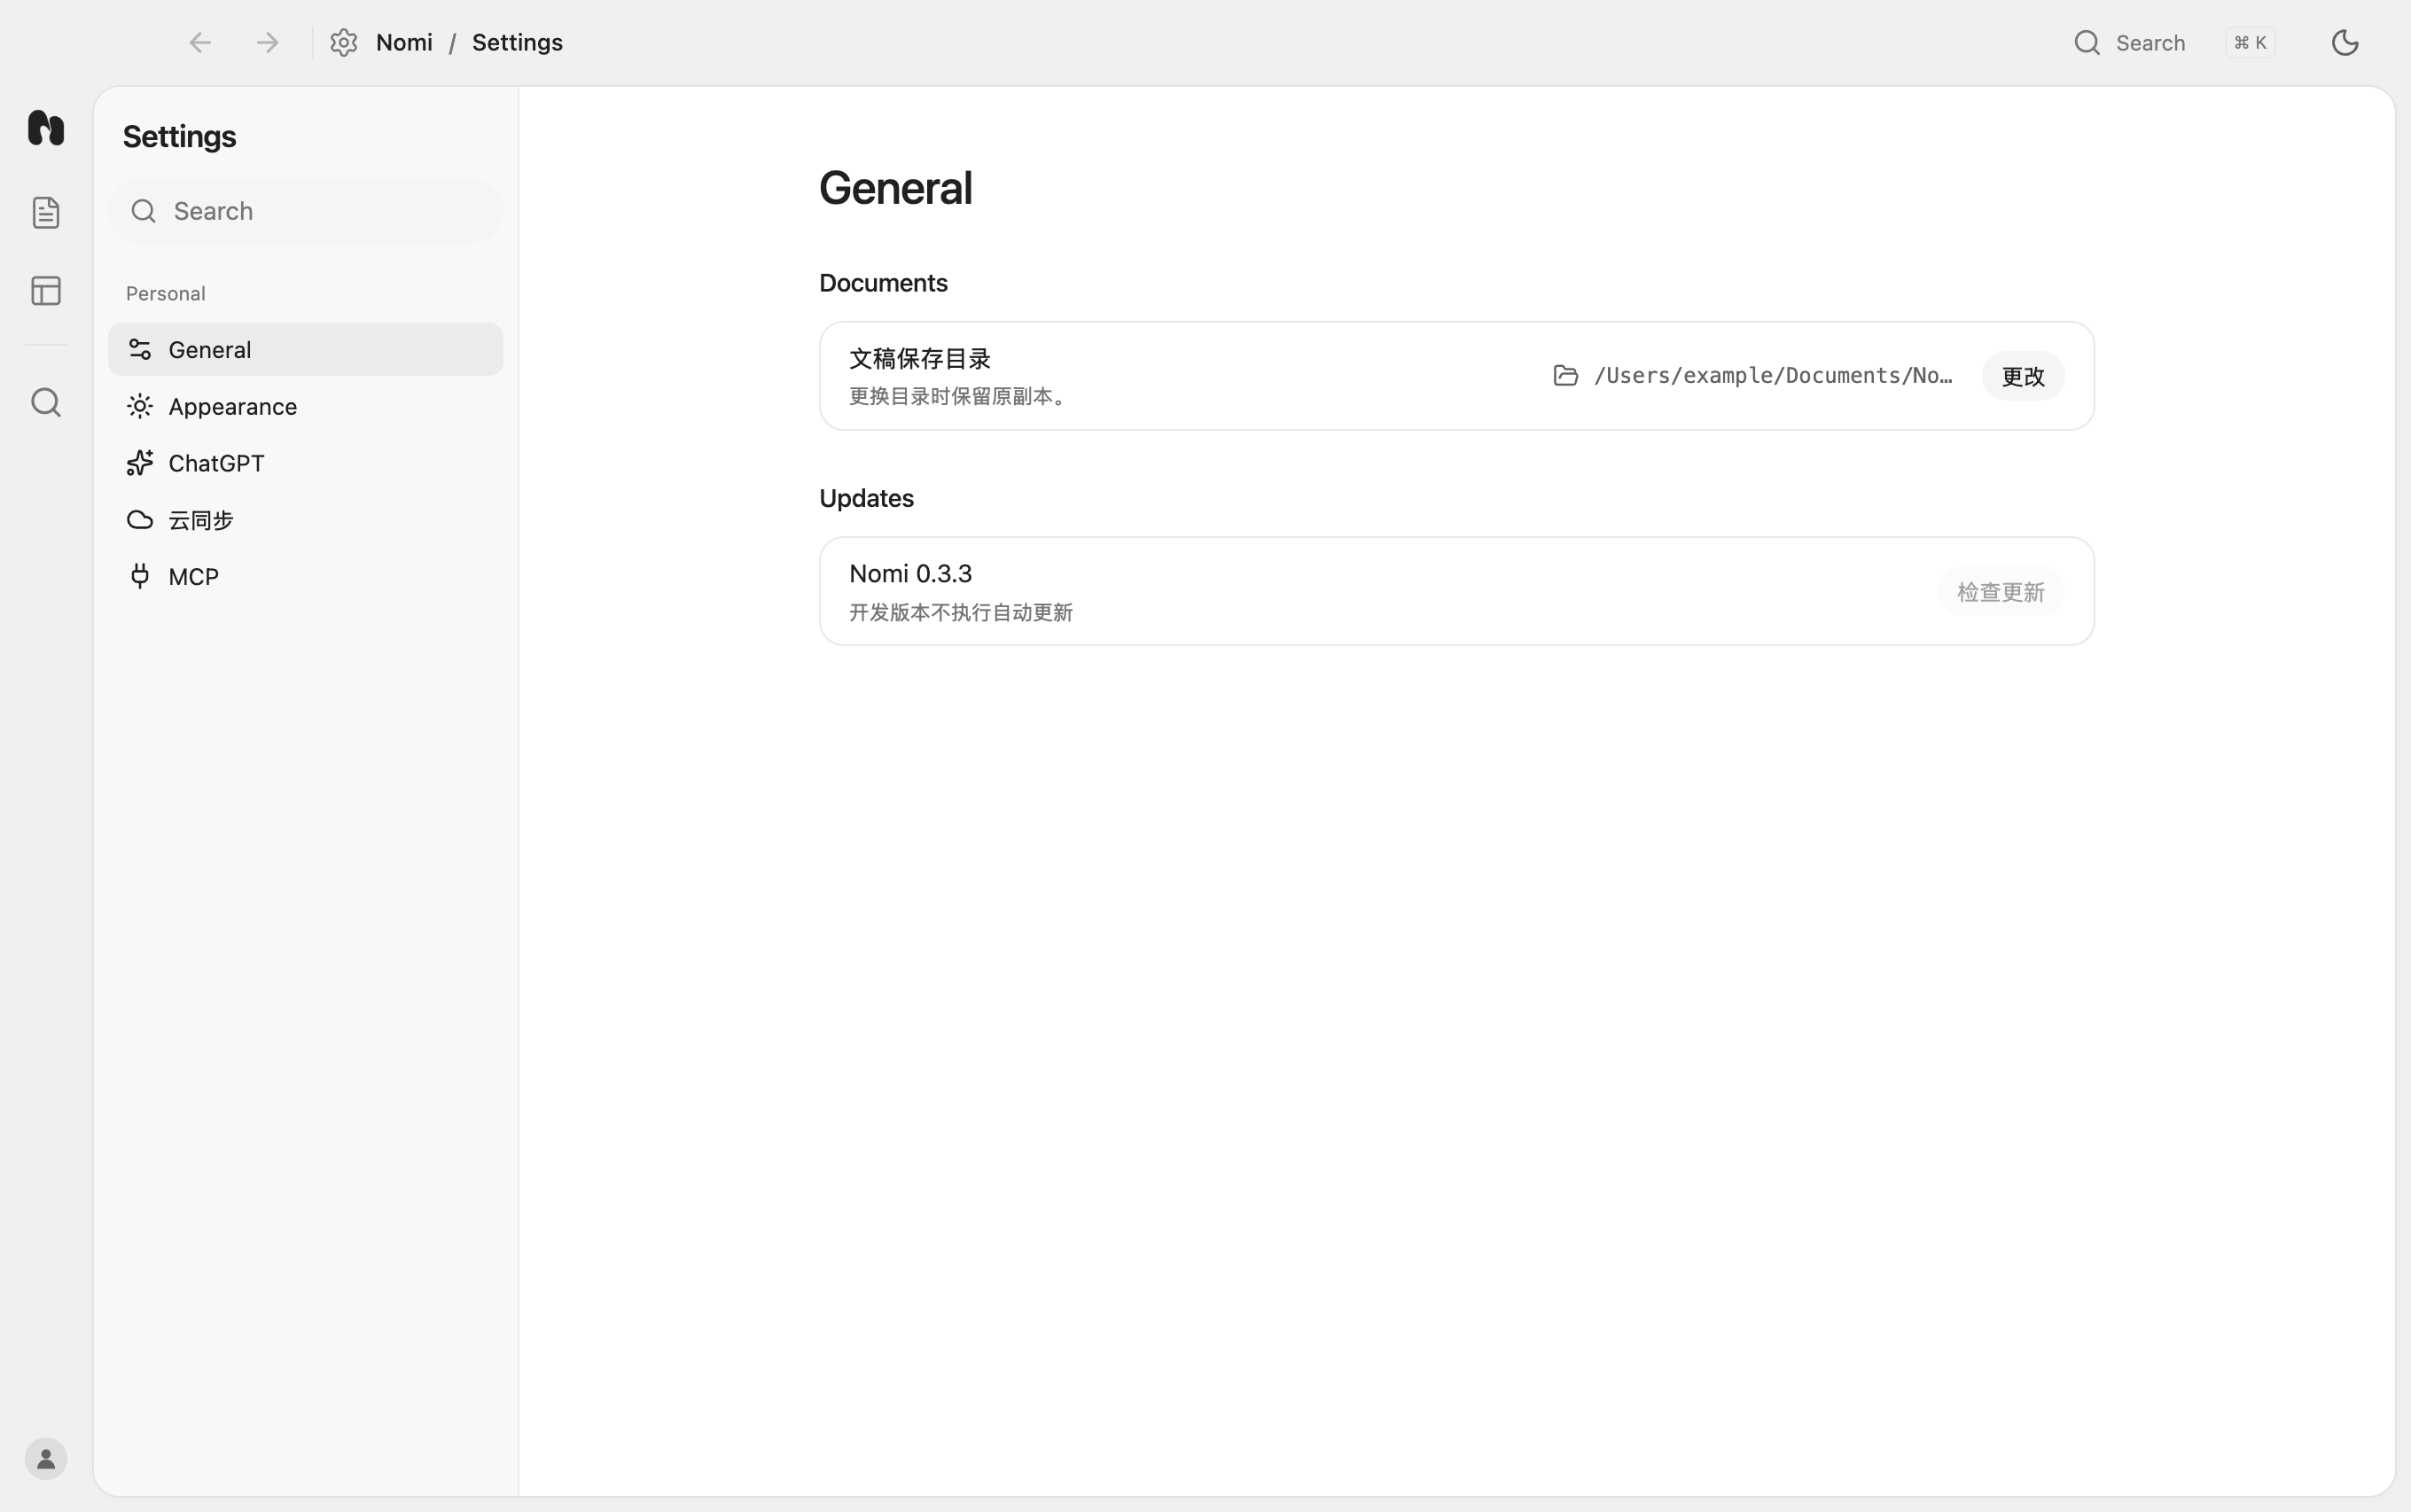 Nomi / Settings
Search
⌘ K
Settings
Search
Personal
General
Appearance
ChatGPT
云同步
MCP
General
Documents
文稿保存目录
更换目录时保留原副本。
/Users/example/Documents/No…
更改
Updates
Nomi 0.3.3
开发版本不执行自动更新
检查更新